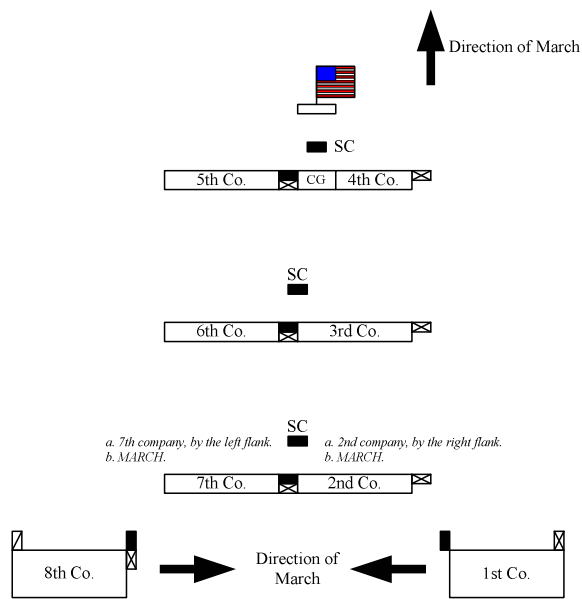 Direction of March
SC
5th Co.
CG
4th Co.
SC
6th Co.
3rd Co.
SC
a. 7th company, by the left flank.
b. MARCH.
a. 2nd company, by the right flank.
b. MARCH.
7th Co.
2nd Co.
8th Co.
Direction of
March
1st Co.